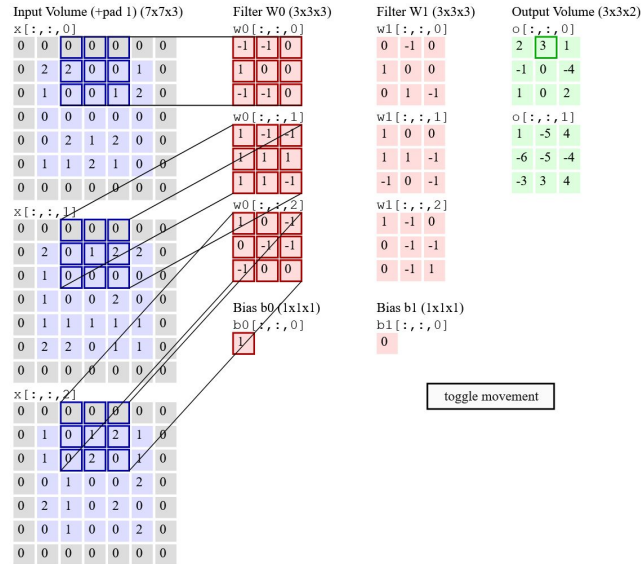 Input Volume (+pad 1) (7x7x3)
x[:,:,0]
0 0 0 0 0 0 0
0 2 2 0 0 1 0
0 1 0 0 1 2 0
0 0 0 0 0 0 0
0 0 2 1 2 0 0
0 1 1 2 1 0 0
0 0 0 0 0 0 0
x[:,:,1]
0 0 0 0 0 0 0
0 2 0 1 2 2 0
0 1 0 0 0 0 0
0 1 0 0 2 0 0
0 1 1 1 1 1 0
0 2 2 0 1 1 0
0 0 0 0 0 0 0
x[:,:,2]
0 0 0 0 0 0 0
0 1 0 1 2 1 0
0 1 0 2 0 1 0
0 0 1 0 0 2 0
0 2 1 0 2 0 0
0 0 1 0 0 2 0
0 0 0 0 0 0 0
Filter W0 (3x3x3)
w0[:,:,0]
-1 -1 0
1 0 0
-1 -1 0
w0[:,:,1]
1 -1 -1
1 1 1
1 1 -1
w0[:,:,2]
1 0 -1
0 -1 -1
-1 0 0
Bias b0 (1x1x1)
b0[:,:,0]
1
Filter W1 (3x3x3)
w1[:,:,0]
0 -1 0
1 0 0
0 1 -1
w1[:,:,1]
1 0 0
1 1 -1
-1 0 -1
w1[:,:,2]
1 -1 0
0 -1 -1
0 -1 1
Bias b1 (1x1x1)
b1[:,:,0]
0
Output Volume (3x3x2)
o[:,:,0]
2 3 1
-1 0 -4
1 0 2
o[:,:,1]
1 -5 4
-6 -5 -4
-3 3 4
toggle movement